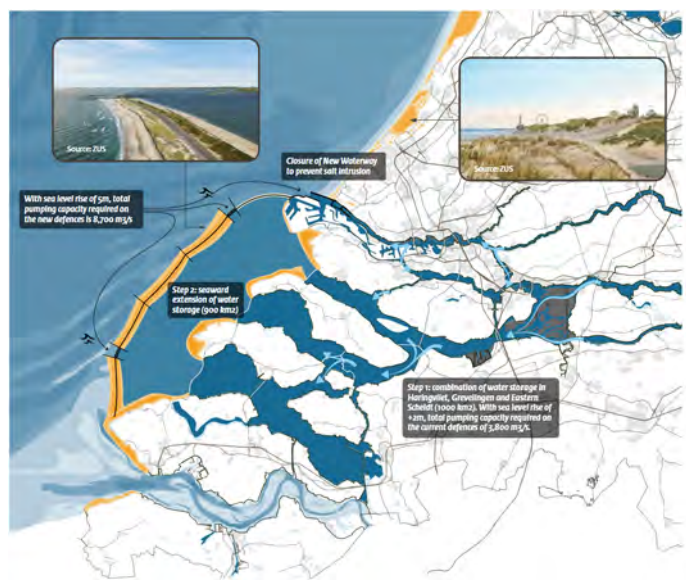 Source: ZUS
Source: ZUS
Closure of New Waterway
to prevent salt intrusion
With sea level rise of 5m, total
pumping capacity required on
the new defences is 8,700 m3/s
Step 2: seaward
extension of water
storage (900 km2)
Step 1: combination of water storage in
Haringvliet, Grevelingen and Eastern
Scheldt (1000 km2). With sea level rise of
+2m, total pumping capacity required on
the current defences of 3,800 m3/s.